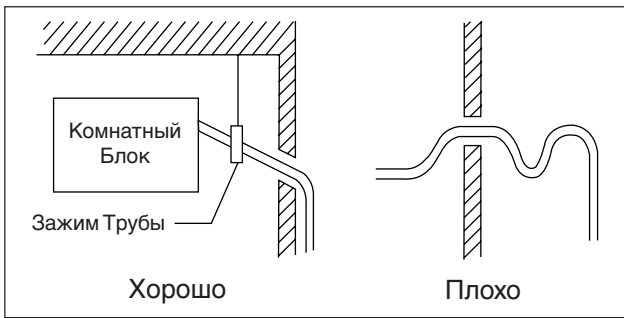 Комнатный
Блок
Зажим Трубы
Хорошо
Плохо